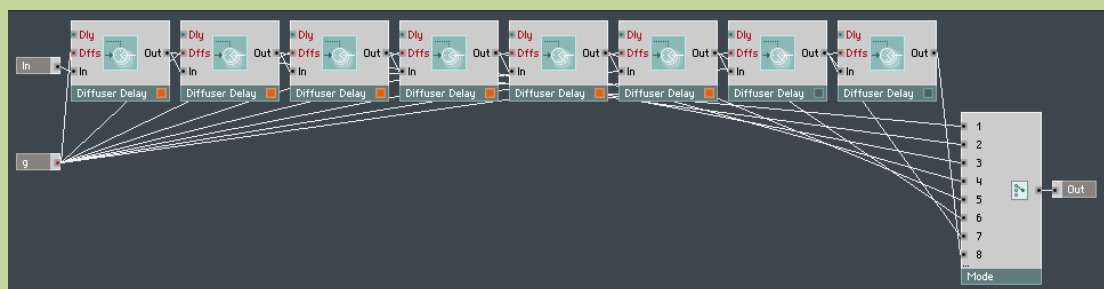 Dly Dly Dly Dly Dly Dly Dly Dly
Dffs Out Dffs Out Dffs Out Dffs Out Dffs Out Dffs Out Dffs Out Dffs Out
In In In In In In In In In
Diffuser Delay Diffuser Delay Diffuser Delay Diffuser Delay Diffuser Delay Diffuser Delay Diffuser Delay Diffuser Delay
1
2
g
3
4
Out
5
6
7
8
...
Mode